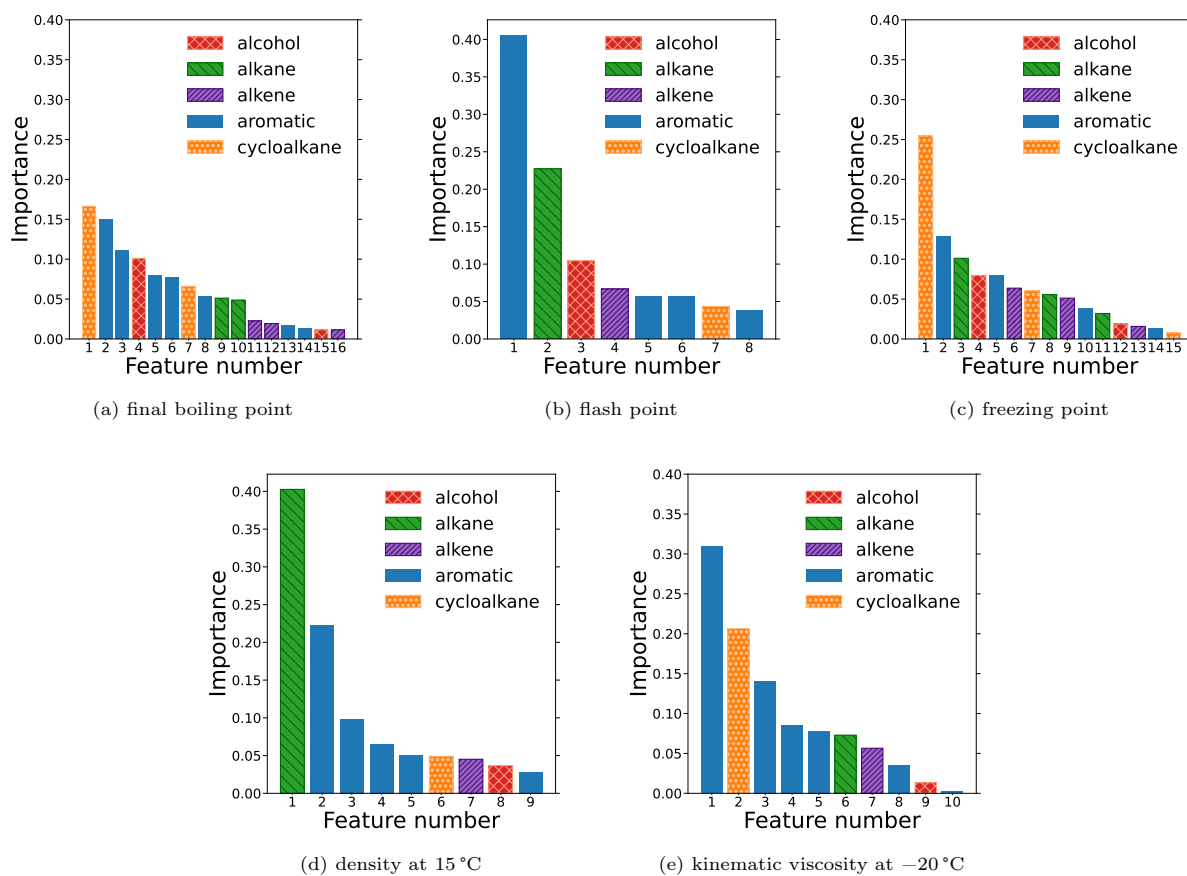 0.40
0.35
0.30
0.25
0.20
0.15
0.10
0.05
0.00
Importance
alcohol
alkane
alkene
aromatic
cycloalkane
1 2 3 4 5 6 7 8 9 10 11 12 13 14 15 16
Feature number
(a) final boiling point
0.40
0.35
0.30
0.25
0.20
0.15
0.10
0.05
0.00
Importance
alcohol
alkane
alkene
aromatic
cycloalkane
1 2 3 4 5 6 7 8
Feature number
(b) flash point
0.40
0.35
0.30
0.25
0.20
0.15
0.10
0.05
0.00
Importance
alcohol
alkane
alkene
aromatic
cycloalkane
1 2 3 4 5 6 7 8 9 10 11 12 13 14 15
Feature number
(c) freezing point
0.40
0.35
0.30
0.25
0.20
0.15
0.10
0.05
0.00
Importance
alcohol
alkane
alkene
aromatic
cycloalkane
1 2 3 4 5 6 7 8 9
Feature number
(d) density at 15 °C
0.40
0.35
0.30
0.25
0.20
0.15
0.10
0.05
0.00
Importance
alcohol
alkane
alkene
aromatic
cycloalkane
1 2 3 4 5 6 7 8 9 10
Feature number
(e) kinematic viscosity at −20 °C